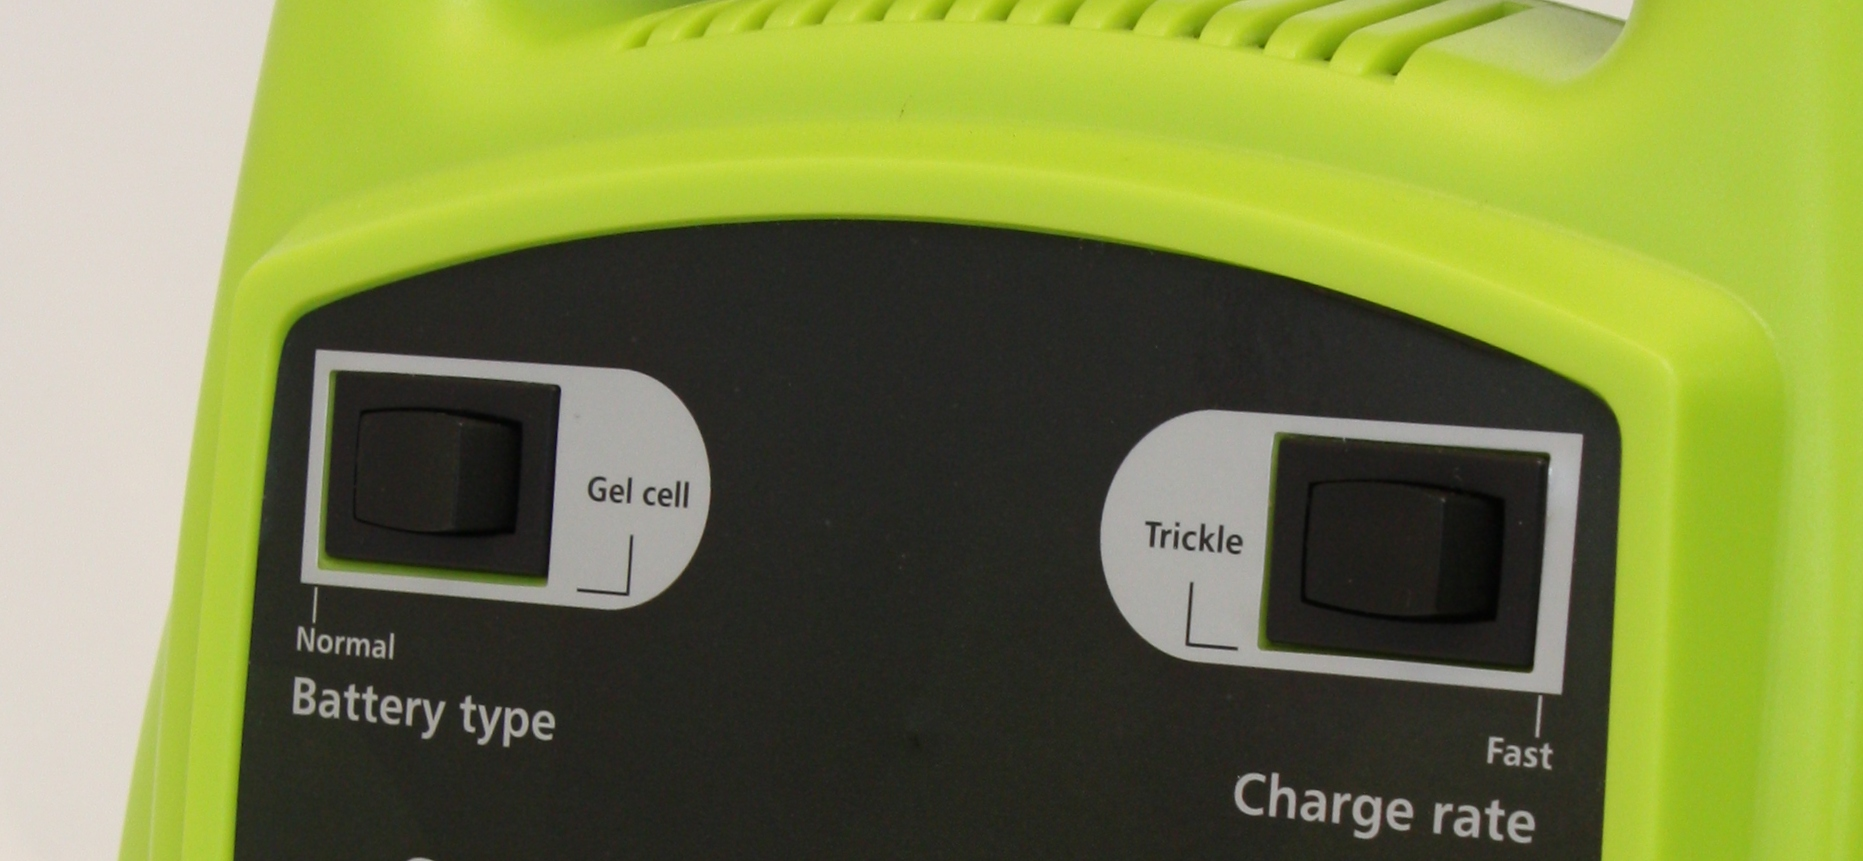 Gel cell
Normal
Battery type
Trickle
Fast
Charge rate